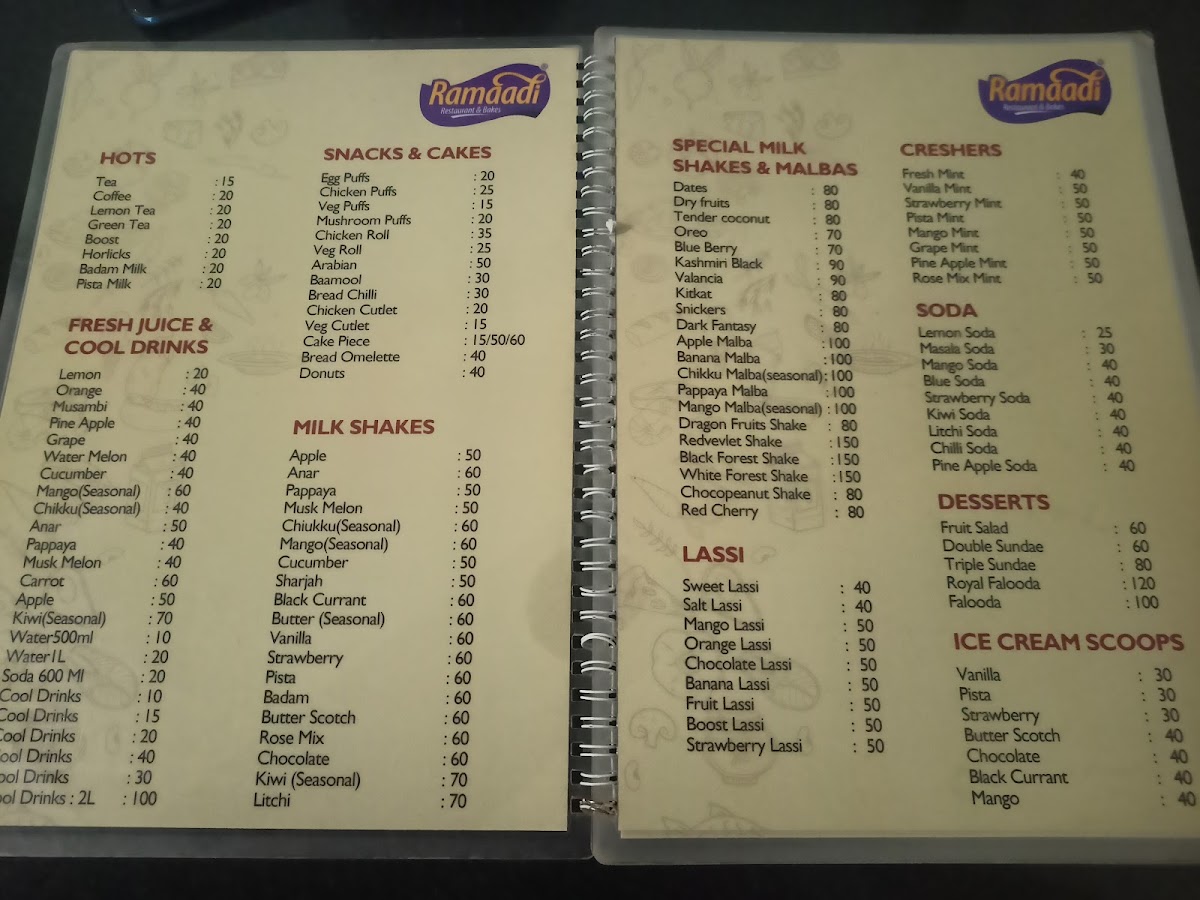 Ramaadi®
Restaurant & Bakes
HOTS
Tea : 15
Coffee : 20
Lemon Tea : 20
Green Tea : 20
Boost : 20
Horlicks : 20
Badam Milk : 20
Pista Milk : 20
FRESH JUICE &
COOL DRINKS
Lemon : 20
Orange : 40
Musambi : 40
Pine Apple : 40
Grape : 40
Water Melon : 40
Cucumber : 40
Mango(Seasonal) : 60
Chikku(Seasonal) : 40
Anar : 50
Pappaya : 40
Musk Melon : 40
Carrot : 60
Apple : 50
Kiwi(Seasonal) : 70
Water500ml : 10
Water1L : 20
Soda 600 Ml : 20
Cool Drinks : 10
Cool Drinks : 15
Cool Drinks : 20
ool Drinks : 40
ool Drinks : 30
ol Drinks : 2L : 100
SNACKS & CAKES
Egg Puffs : 20
Chicken Puffs : 25
Veg Puffs : 15
Mushroom Puffs : 20
Chicken Roll : 35
Veg Roll : 25
Arabian : 50
Baamool : 30
Bread Chilli : 30
Chicken Cutlet : 20
Veg Cutlet : 15
Cake Piece : 15/50/60
Bread Omelette : 40
Donuts : 40
MILK SHAKES
Apple : 50
Anar : 60
Pappaya : 50
Musk Melon : 50
Chiukku(Seasonal) : 60
Mango(Seasonal) : 60
Cucumber : 50
Sharjah : 50
Black Currant : 60
Butter (Seasonal) : 60
Vanilla : 60
Strawberry : 60
Pista : 60
Badam : 60
Butter Scotch : 60
Rose Mix : 60
Chocolate : 60
Kiwi (Seasonal) : 70
Litchi : 70
Ramaadi®
Restaurant & Bakes
SPECIAL MILK
SHAKES & MALBAS
Dates : 80
Dry fruits : 80
Tender coconut : 80
Oreo : 70
Blue Berry : 70
Kashmiri Black : 90
Valancia : 90
Kitkat : 80
Snickers : 80
Dark Fantasy : 80
Apple Malba :100
Banana Malba :100
Chikku Malba(seasonal):100
Pappaya Malba :100
Mango Malba(seasonal) :100
Dragon Fruits Shake : 80
Redvevlet Shake :150
Black Forest Shake :150
White Forest Shake :150
Chocopeanut Shake : 80
Red Cherry : 80
LASSI
Sweet Lassi : 40
Salt Lassi : 40
Mango Lassi : 50
Orange Lassi : 50
Chocolate Lassi : 50
Banana Lassi : 50
Fruit Lassi : 50
Boost Lassi : 50
Strawberry Lassi : 50
CRESHERS
Fresh Mint : 40
Vanilla Mint : 50
Strawberry Mint : 50
Pista Mint : 50
Mango Mint : 50
Grape Mint : 50
Pine Apple Mint : 50
Rose Mix Mint : 50
SODA
Lemon Soda : 25
Masala Soda : 30
Mango Soda : 40
Blue Soda : 40
Strawberry Soda : 40
Kiwi Soda : 40
Litchi Soda : 40
Chilli Soda : 40
Pine Apple Soda : 40
DESSERTS
Fruit Salad : 60
Double Sundae : 60
Triple Sundae : 80
Royal Falooda :120
Falooda :100
ICE CREAM SCOOPS
Vanilla : 30
Pista : 30
Strawberry : 30
Butter Scotch : 40
Chocolate : 40
Black Currant : 40
Mango : 40